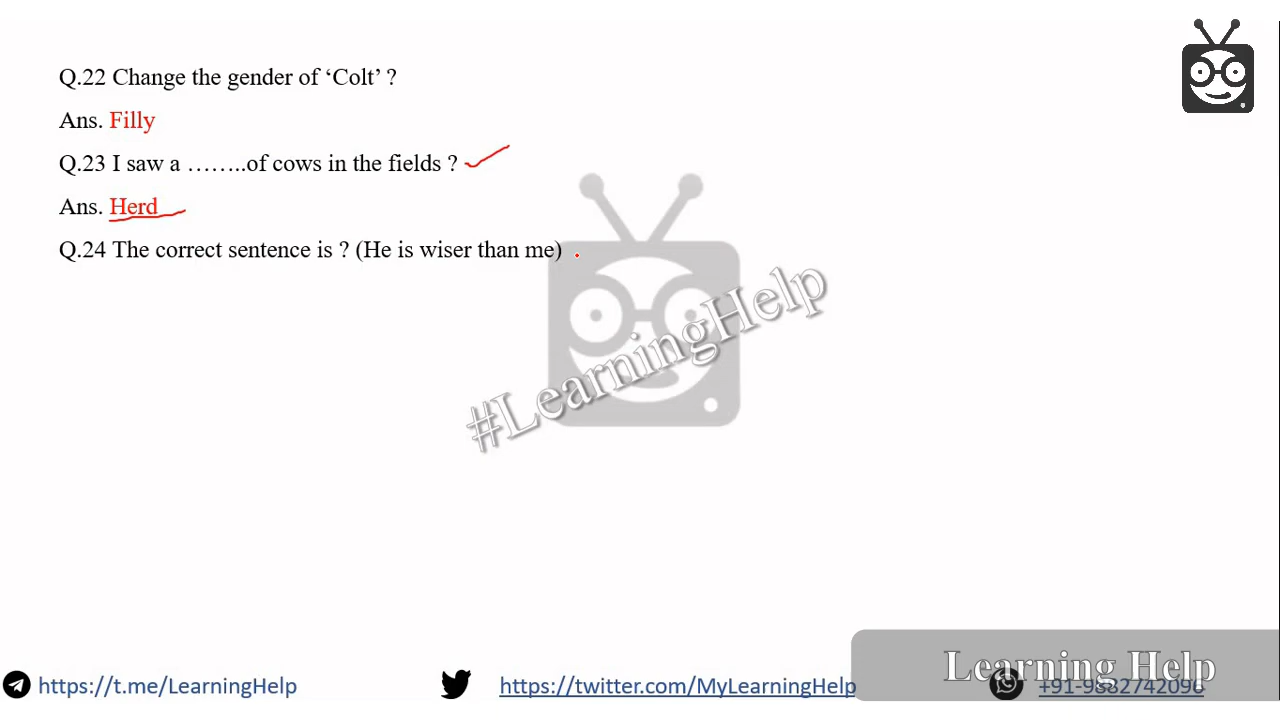 Q.22 Change the gender of ‘Colt’ ?
Ans. Filly
Q.23 I saw a ……..of cows in the fields ?
Ans. Herd
Q.24 The correct sentence is ? (He is wiser than me)
#LearningHelp
Learning Help
https://t.me/LearningHelp
https://twitter.com/MyLearningHelp
+91-9882742096